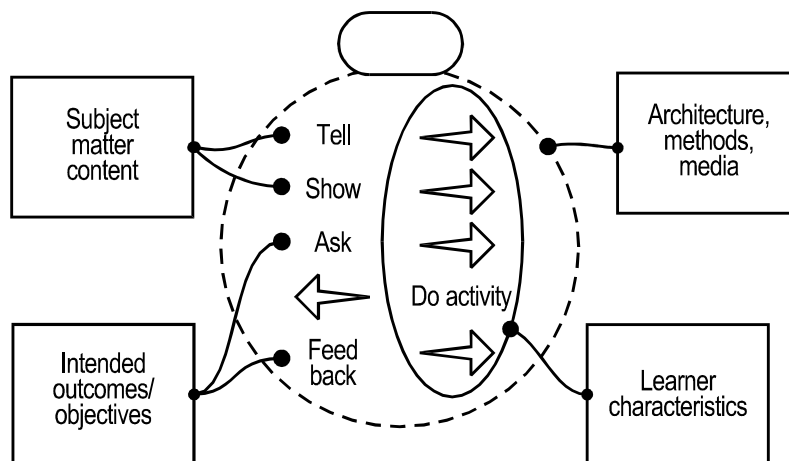 Subject
matter
content
Tell
Show
Ask
Do activity
Feed
back
Architecture,
methods,
media
Intended
outcomes/
objectives
Learner
characteristics